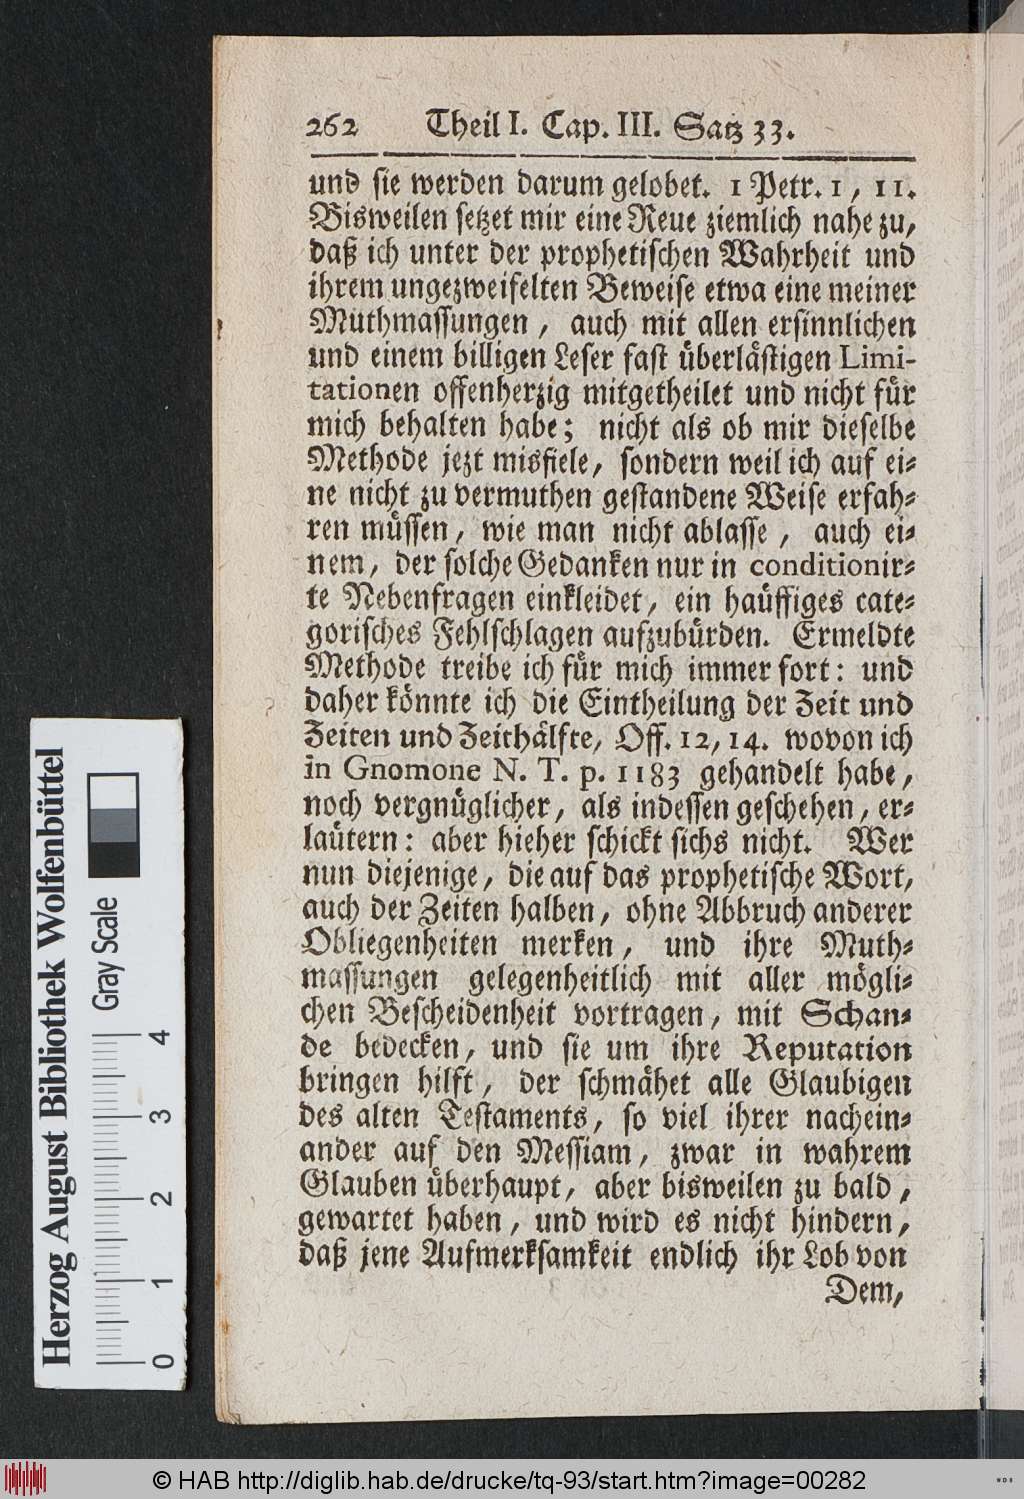 262 Theil I. Cap. III. Satz 33.
und sie werden darum gelobet. 1 Petr. 1, 11.
Bisweilen setzet mir eine Reue ziemlich nahe zu,
daß ich unter der prophetischen Wahrheit und
ihrem ungezweifelten Beweise etwa eine meiner
Muthmassungen, auch mit allen ersinnlichen
und einem billigen Leser fast überlästigen Limi-
tationen offenherzig mitgetheilet und nicht für
mich behalten habe; nicht als ob mir dieselbe
Methode jezt misfiele, sondern weil ich auf ei-
ne nicht zu vermuthen gestandene Weise erfah-
ren müssen, wie man nicht ablasse, auch ei-
nem, der solche Gedanken nur in conditionir-
te Nebenfragen einkleidet, ein haüffiges cate-
gorisches Fehlschlagen aufzubürden. Ermeldte
Methode treibe ich für mich immer fort: und
daher könnte ich die Eintheilung der Zeit und
Zeiten und Zeithälfte, Off. 12, 14. wovon ich
in Gnomone N. T. p. 1183 gehandelt habe,
noch vergnüglicher, als indessen geschehen, er-
laütern: aber hieher schickt sichs nicht. Wer
nun diejenige, die auf das prophetische Wort,
auch der Zeiten halben, ohne Abbruch anderer
Obliegenheiten merken, und ihre Muth-
massungen gelegenheitlich mit aller mögli-
chen Bescheidenheit vortragen, mit Schan-
de bedecken, und sie um ihre Reputation
bringen hilft, der schmähet alle Glaubigen
des alten Testaments, so viel ihrer nachein-
ander auf den Messiam, zwar in wahrem
Glauben überhaupt, aber bisweilen zu bald,
gewartet haben, und wird es nicht hindern,
daß jene Aufmerksamkeit endlich ihr Lob von
Dem,
Herzog August Bibliothek Wolfenbüttel
Gray Scale
0 1 2 3 4
© HAB http://diglib.hab.de/drucke/tq-93/start.htm?image=00282